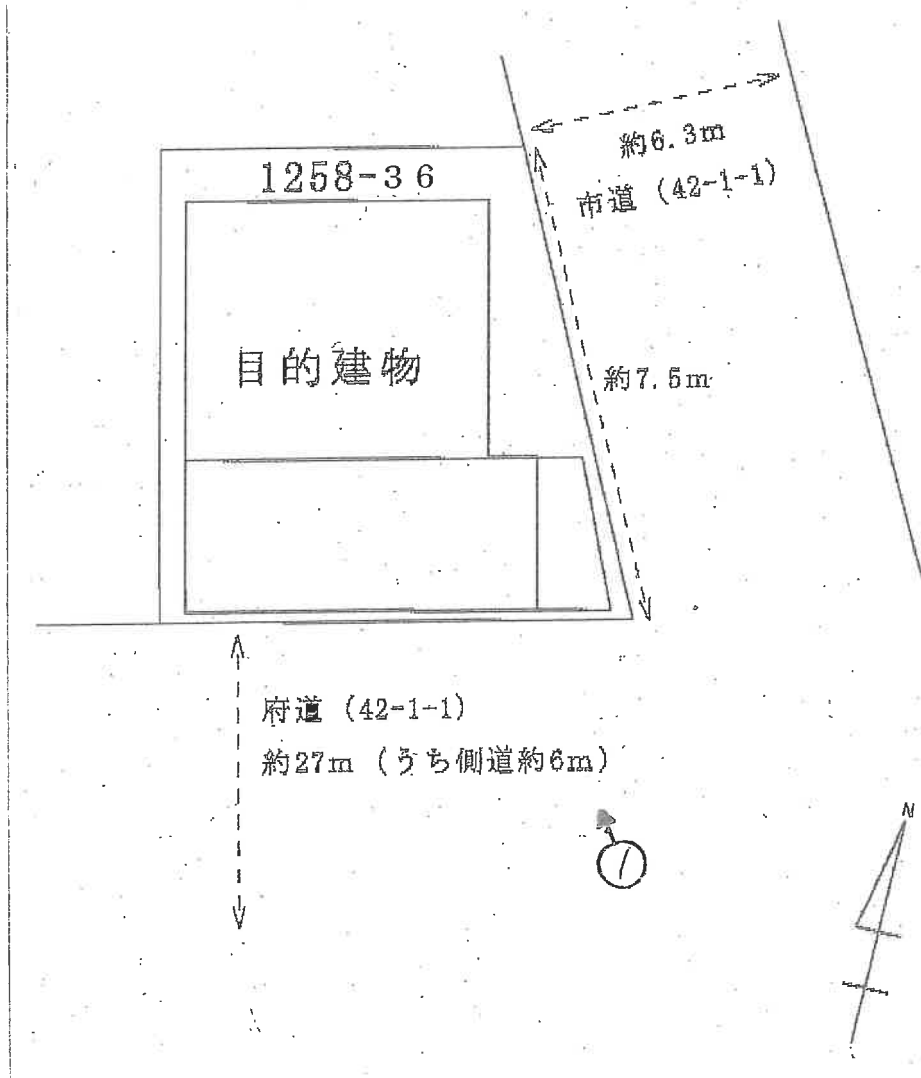 約6.3m
市道 (42-1-1)
1258-36
目的建物
約7.5m
府道 (42-1-1)
約27m (うち側道約6m)
①
N